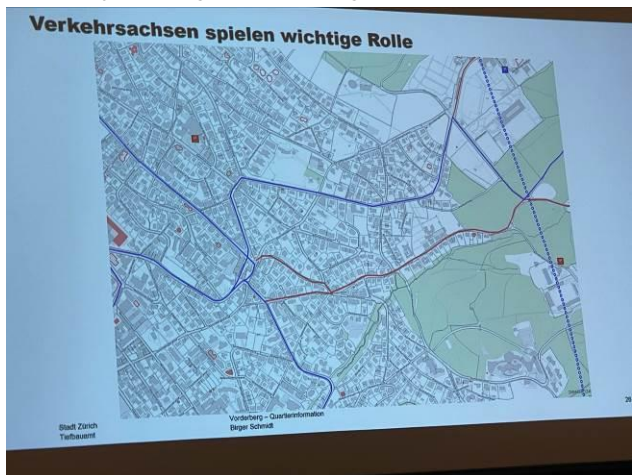 Verkehrsachsen spielen wichtige Rolle
Stadt Zürich
Tiefbauamt
Vorderberg – Quartierinformation
Birger Schmidt